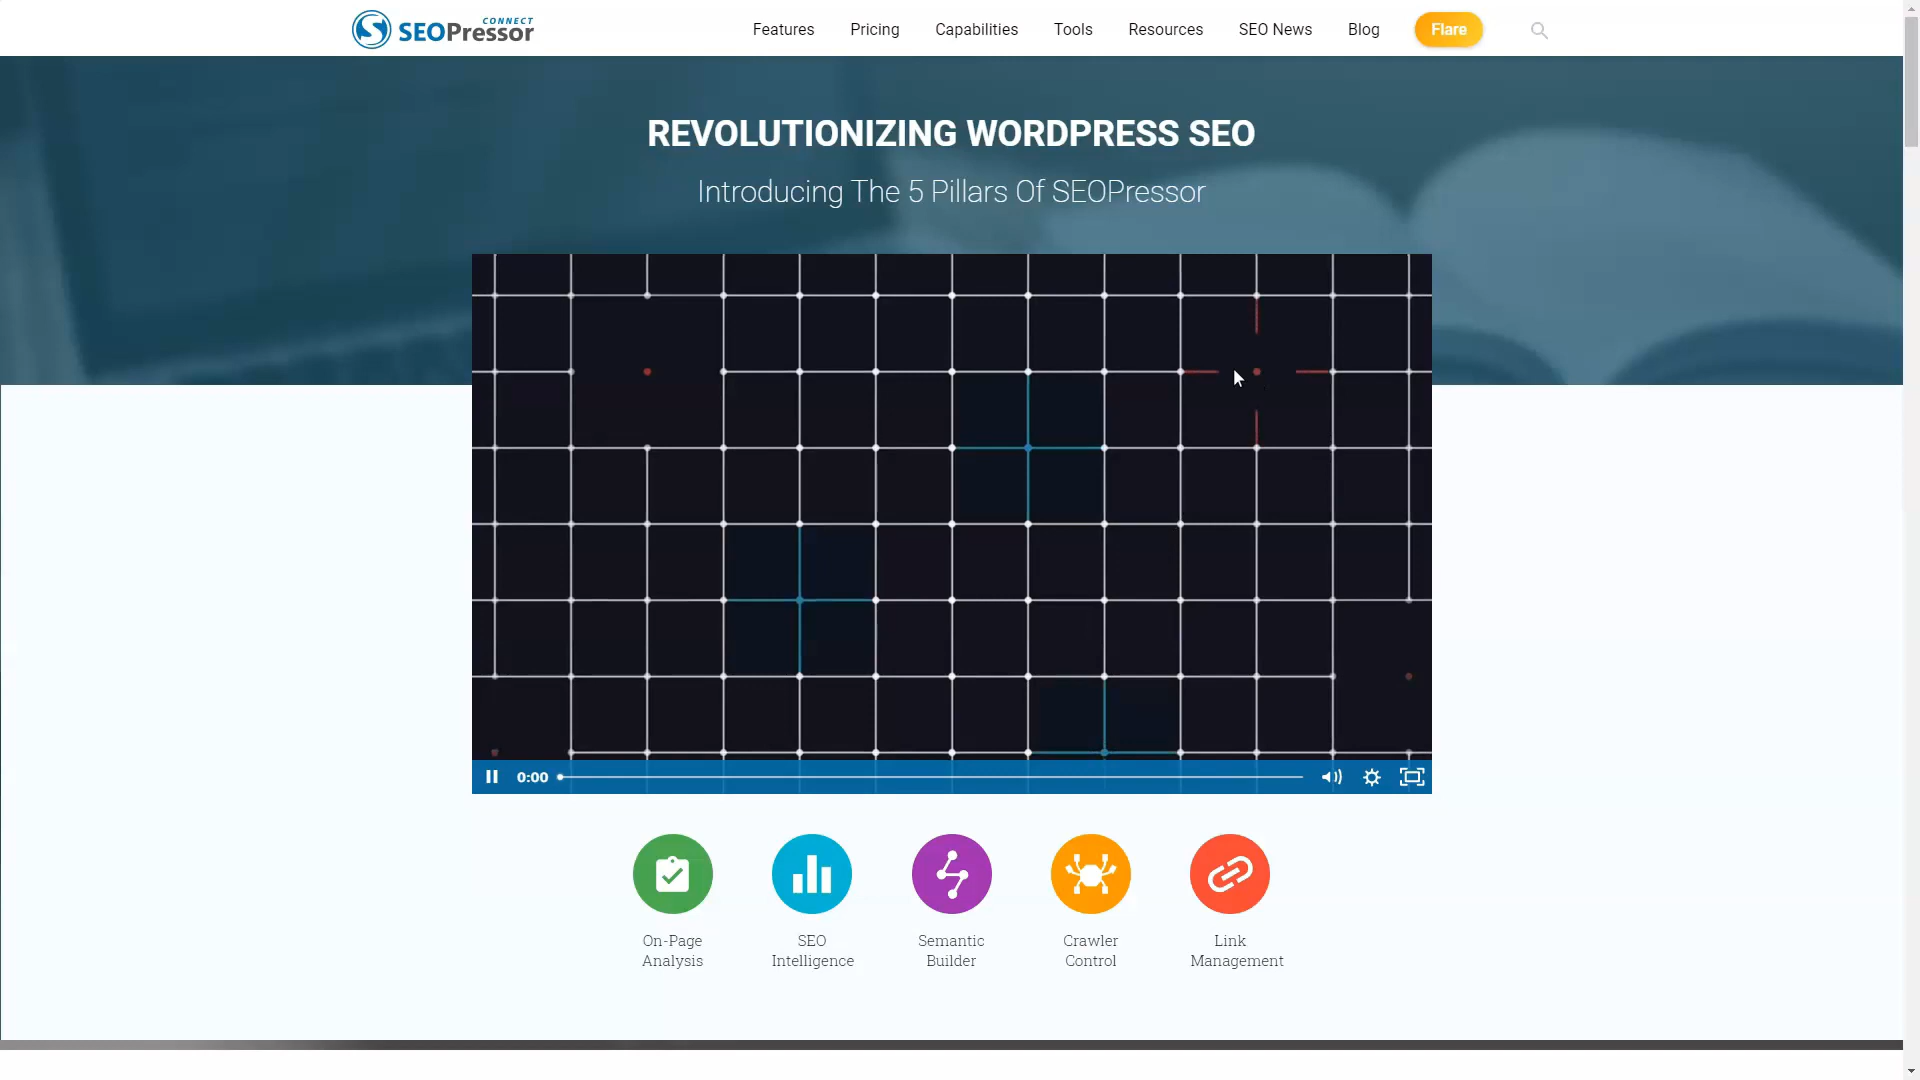 CONNECT
SEOPressor
Features
Pricing
Capabilities
Tools
Resources
SEO News
Blog
Flare
REVOLUTIONIZING WORDPRESS SEO
Introducing The 5 Pillars Of SEOPressor
0:00
On-Page
Analysis
SEO
Intelligence
Semantic
Builder
Crawler
Control
Link
Management